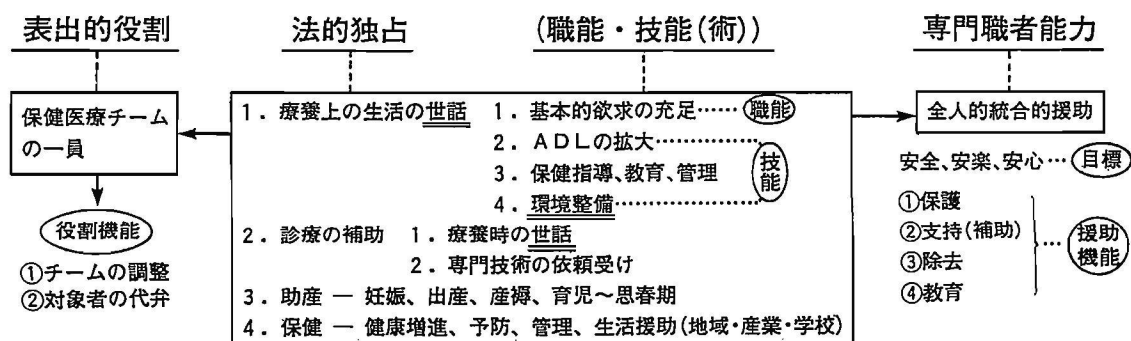 表出的役割
法的独占
(職能・技能(術))
専門職者能力
保健医療チーム
の一員
役割機能
①チームの調整
②対象者の代弁
1．療養上の生活の世話
1．基本的欲求の充足……職能
2．ADLの拡大
3．保健指導、教育、管理
4．環境整備
技能
2．診療の補助
1．療養時の世話
2．専門技術の依頼受け
3．助産 ― 妊娠、出産、産褥、育児～思春期
4．保健 ― 健康増進、予防、管理、生活援助(地域・産業・学校)
全人的統合的援助
安全、安楽、安心…目標
①保護
②支持(補助)
③除去
④教育
…援助
機能